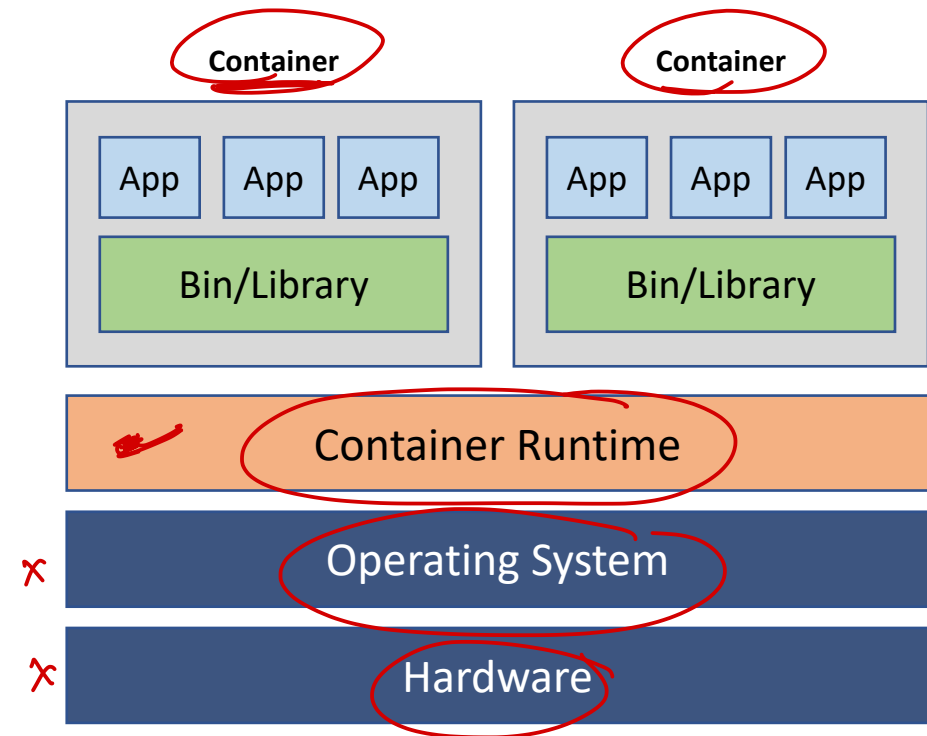 Container Container
App App App App App App
Bin/Library Bin/Library
Container Runtime
x Operating System
x Hardware